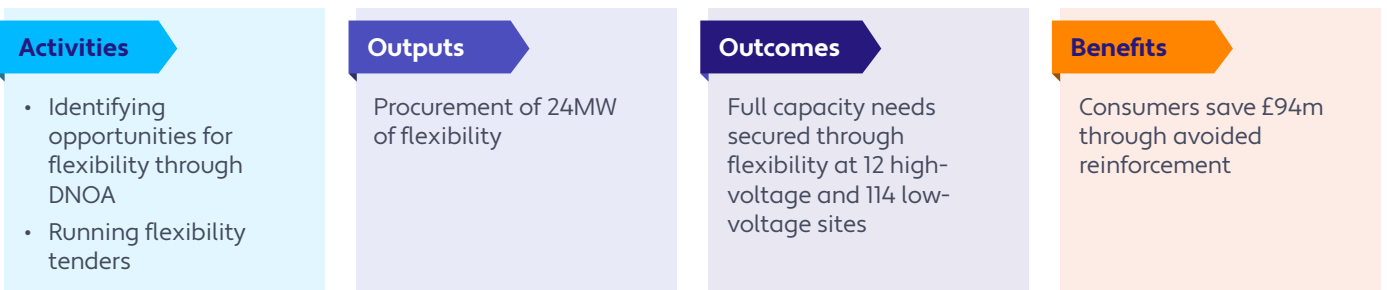 Activities
• Identifying
opportunities for
flexibility through
DNOA
• Running flexibility
tenders
Outputs
Procurement of 24MW
of flexibility
Outcomes
Full capacity needs
secured through
flexibility at 12 high-
voltage and 114 low-
voltage sites
Benefits
Consumers save £94m
through avoided
reinforcement